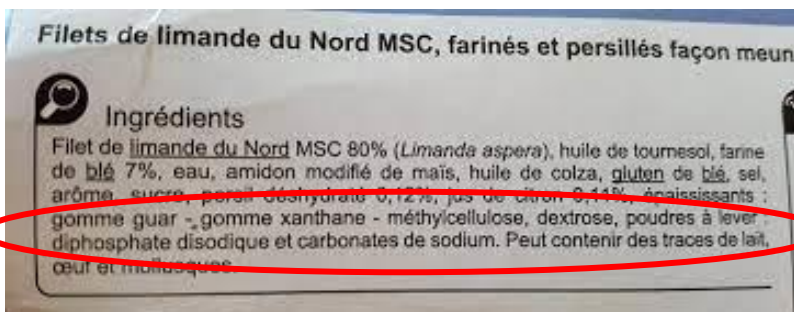 Filets de limande du Nord MSC, farinés et persillés façon meun
Ingrédients
Filet de limande du Nord MSC 80% (Limanda aspera), huile de tournesol, farine
de blé 7%, eau, amidon modifié de maïs, huile de colza, gluten de blé, sel,
arôme, sucre, persil déshydraté 0,12%, jus de citron 0,11%, épaississants :
gomme guar - gomme xanthane - méthylcellulose, dextrose, poudres à lever :
diphosphate disodique et carbonates de sodium. Peut contenir des traces de lait,
œuf et mollusques.